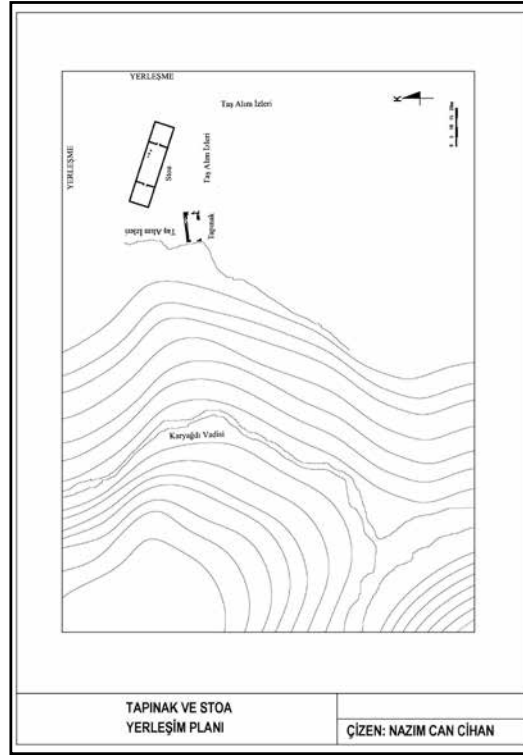 YERLEŞME
Taş Alım İzleri
K
YERLEŞME
Taş Alım İzleri
Stoa
Taş Alım İzleri
Tapınak
Karyağdı Vadisi
TAPINAK VE STOA
YERLEŞİM PLANI
ÇİZEN: NAZIM CAN CİHAN